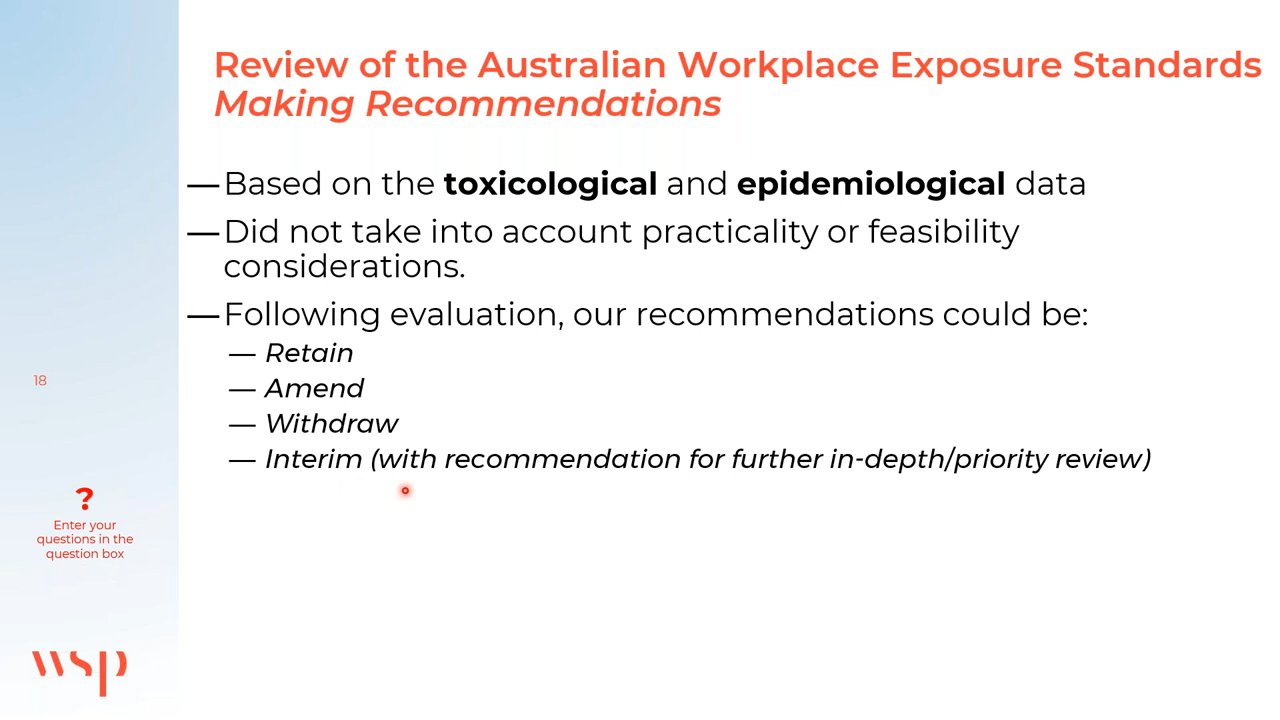 Review of the Australian Workplace Exposure Standards
Making Recommendations
— Based on the toxicological and epidemiological data
— Did not take into account practicality or feasibility
considerations.
— Following evaluation, our recommendations could be:
— Retain
— Amend
— Withdraw
— Interim (with recommendation for further in-depth/priority review)
18
?
Enter your
questions in the
question box
wsp